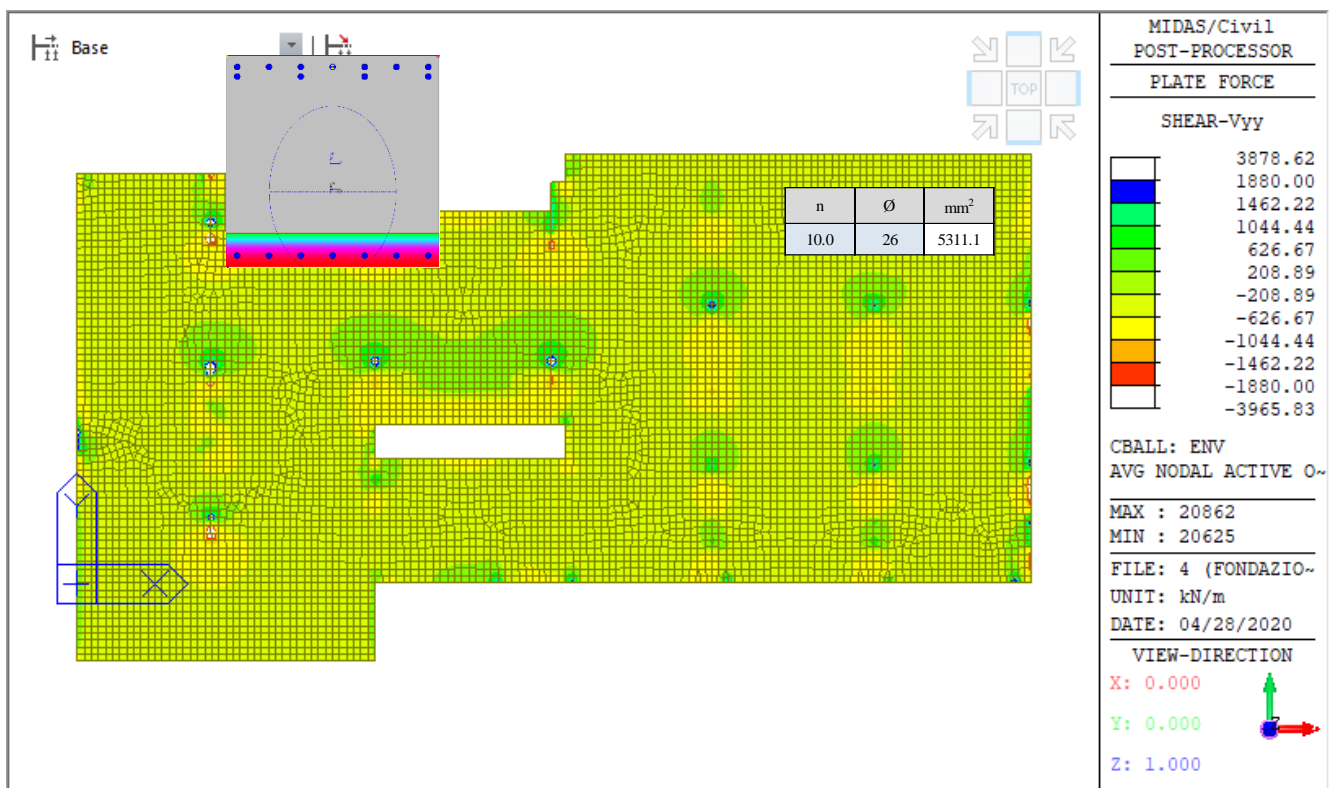 Base
TOP
n Ø mm²
10.0 26 5311.1
MIDAS/Civil
POST-PROCESSOR
PLATE FORCE
SHEAR-Vyy
3878.62
1880.00
1462.22
1044.44
626.67
208.89
-208.89
-626.67
-1044.44
-1462.22
-1880.00
-3965.83
CBALL: ENV
AVG NODAL ACTIVE O~
MAX : 20862
MIN : 20625
FILE: 4 (FONDAZIO~
UNIT: kN/m
DATE: 04/28/2020
VIEW-DIRECTION
X: 0.000
Y: 0.000
Z: 1.000
Z